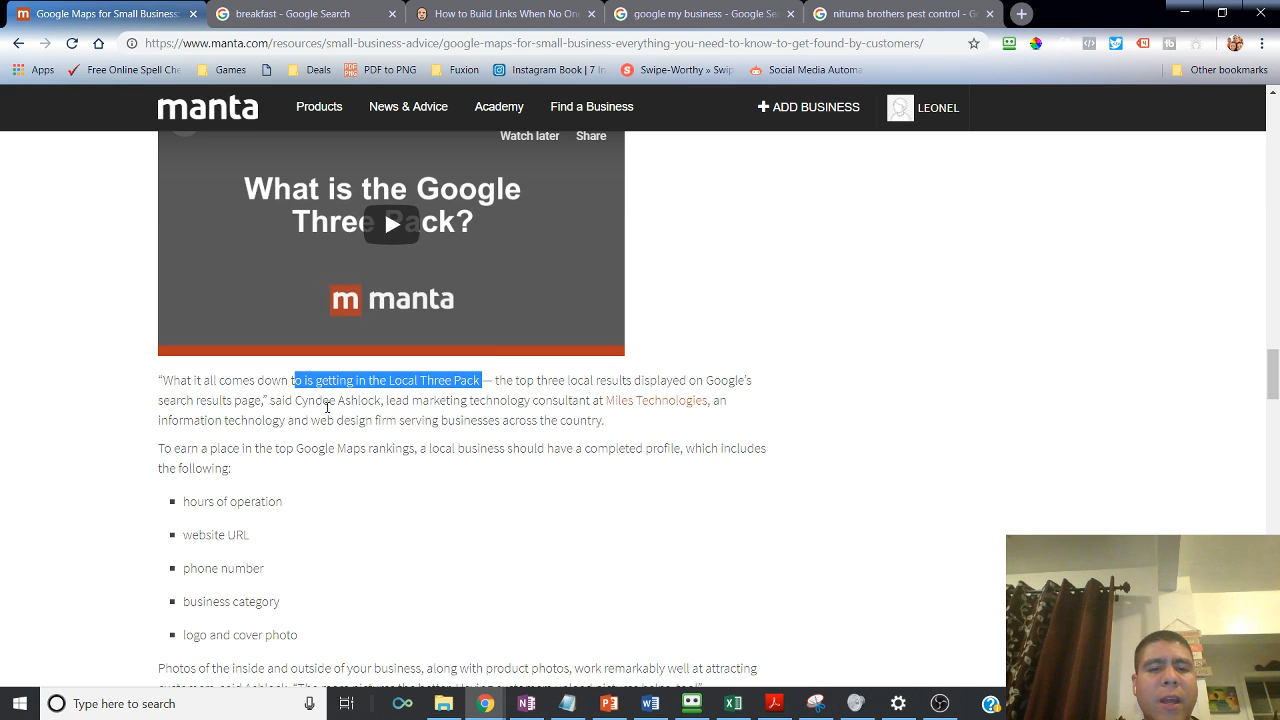 Google Maps for Small Business:
breakfast - Google Search
How to Build Links When No On
google my business - Google Se
nituma brothers pest control - G
https://www.manta.com/resources/small-business-advice/google-maps-for-small-business-everything-you-need-to-know-to-get-found-by-customers/
Apps
Free Online Spell Che
Games
Deals
PDF to PNG
Fuxion
Instagram Book | 7 In
Swipe-Worthy » Swip
Social Media Automa
Other bookmarks
manta
Products
News & Advice
Academy
Find a Business
+ ADD BUSINESS
LEONEL
Watch later
Share
What is the Google
Three Pack?
m manta
“What it all comes down to is getting in the Local Three Pack — the top three local results displayed on Google’s
search results page,” said Cyndee Ashlock, lead marketing technology consultant at Miles Technologies, an
information technology and web design firm serving businesses across the country.
To earn a place in the top Google Maps rankings, a local business should have a completed profile, which includes
the following:
hours of operation
website URL
phone number
business category
logo and cover photo
Photos of the inside and outside of your business, along with product photos, work remarkably well at attracting
Type here to search